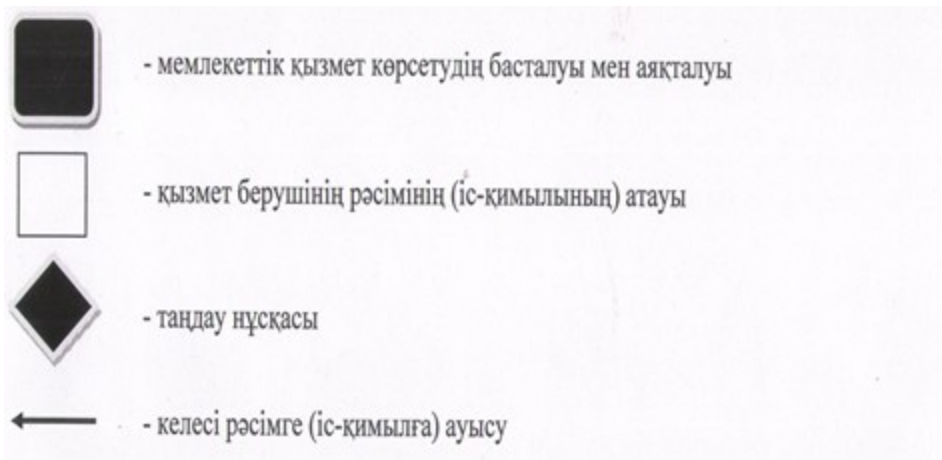 - мемлекеттік қызмет көрсетудің басталуы мен аяқталуы
- қызмет берушінің рәсімінің (іс-қимылының) атауы
- таңдау нұсқасы
- келесі рәсімге (іс-қимылға) ауысу